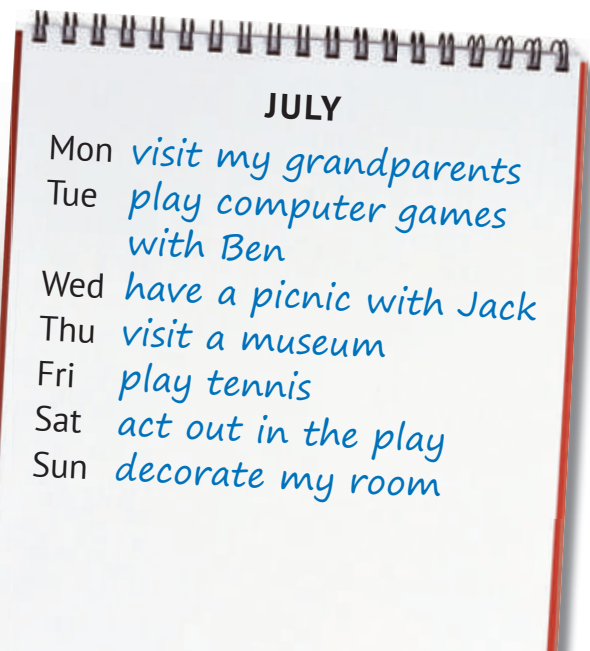 JULY
Mon visit my grandparents
Tue play computer games
with Ben
Wed have a picnic with Jack
Thu visit a museum
Fri play tennis
Sat act out in the play
Sun decorate my room